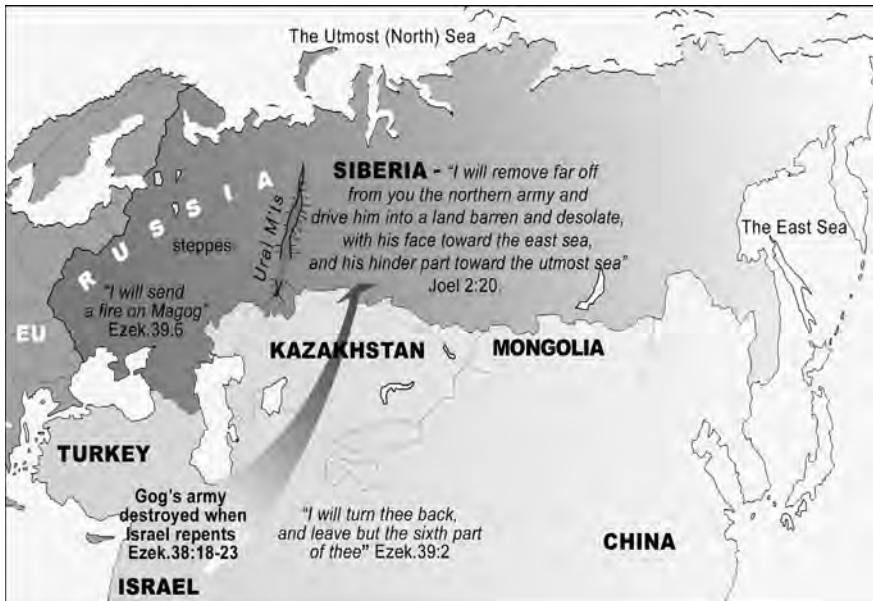 The Utmost (North) Sea
SIBERIA - "I will remove far off
from you the northern army and
drive him into a land barren and desolate,
with his face toward the east sea,
and his hinder part toward the utmost sea"
Joel 2:20.
The East Sea
RUSSIA
steppes
Ural M'ts
"I will send
a fire on Magog"
Ezek.39.6
EU
KAZAKHSTAN
MONGOLIA
TURKEY
Gog's army
destroyed when
Israel repents
Ezek.38:18-23
"I will turn thee back,
and leave but the sixth part
of thee" Ezek.39:2
CHINA
ISRAEL